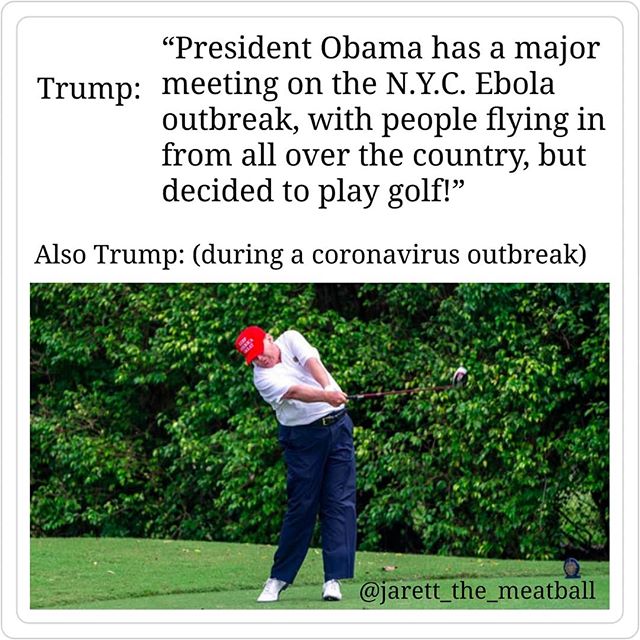 “President Obama has a major
Trump: meeting on the N.Y.C. Ebola
outbreak, with people flying in
from all over the country, but
decided to play golf!”
Also Trump: (during a coronavirus outbreak)
@jarett_the_meatball